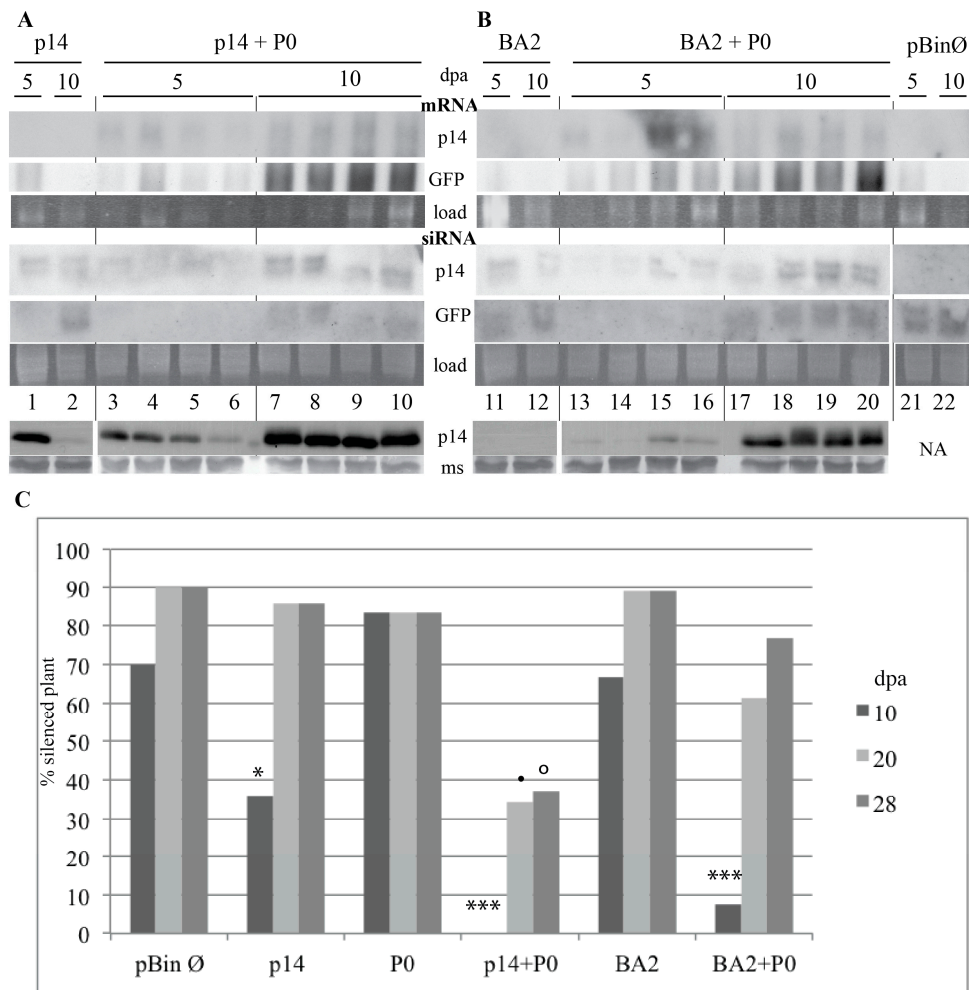 A
B
p14
p14 + P0
BA2
BA2 + P0
pBinØ
5 10 5 10
dpa
5 10 5 10 5 10
mRNA
p14
GFP
load
siRNA
p14
GFP
load
1 2 3 4 5 6 7 8 9 10 11 12 13 14 15 16 17 18 19 20 21 22
p14
ms
NA
C
100
90
80
70
60
50
40
30
20
10
0
% silenced plant
*
***
•
o
***
pBin Ø
p14
P0
p14+P0
BA2
BA2+P0
dpa
10
20
28